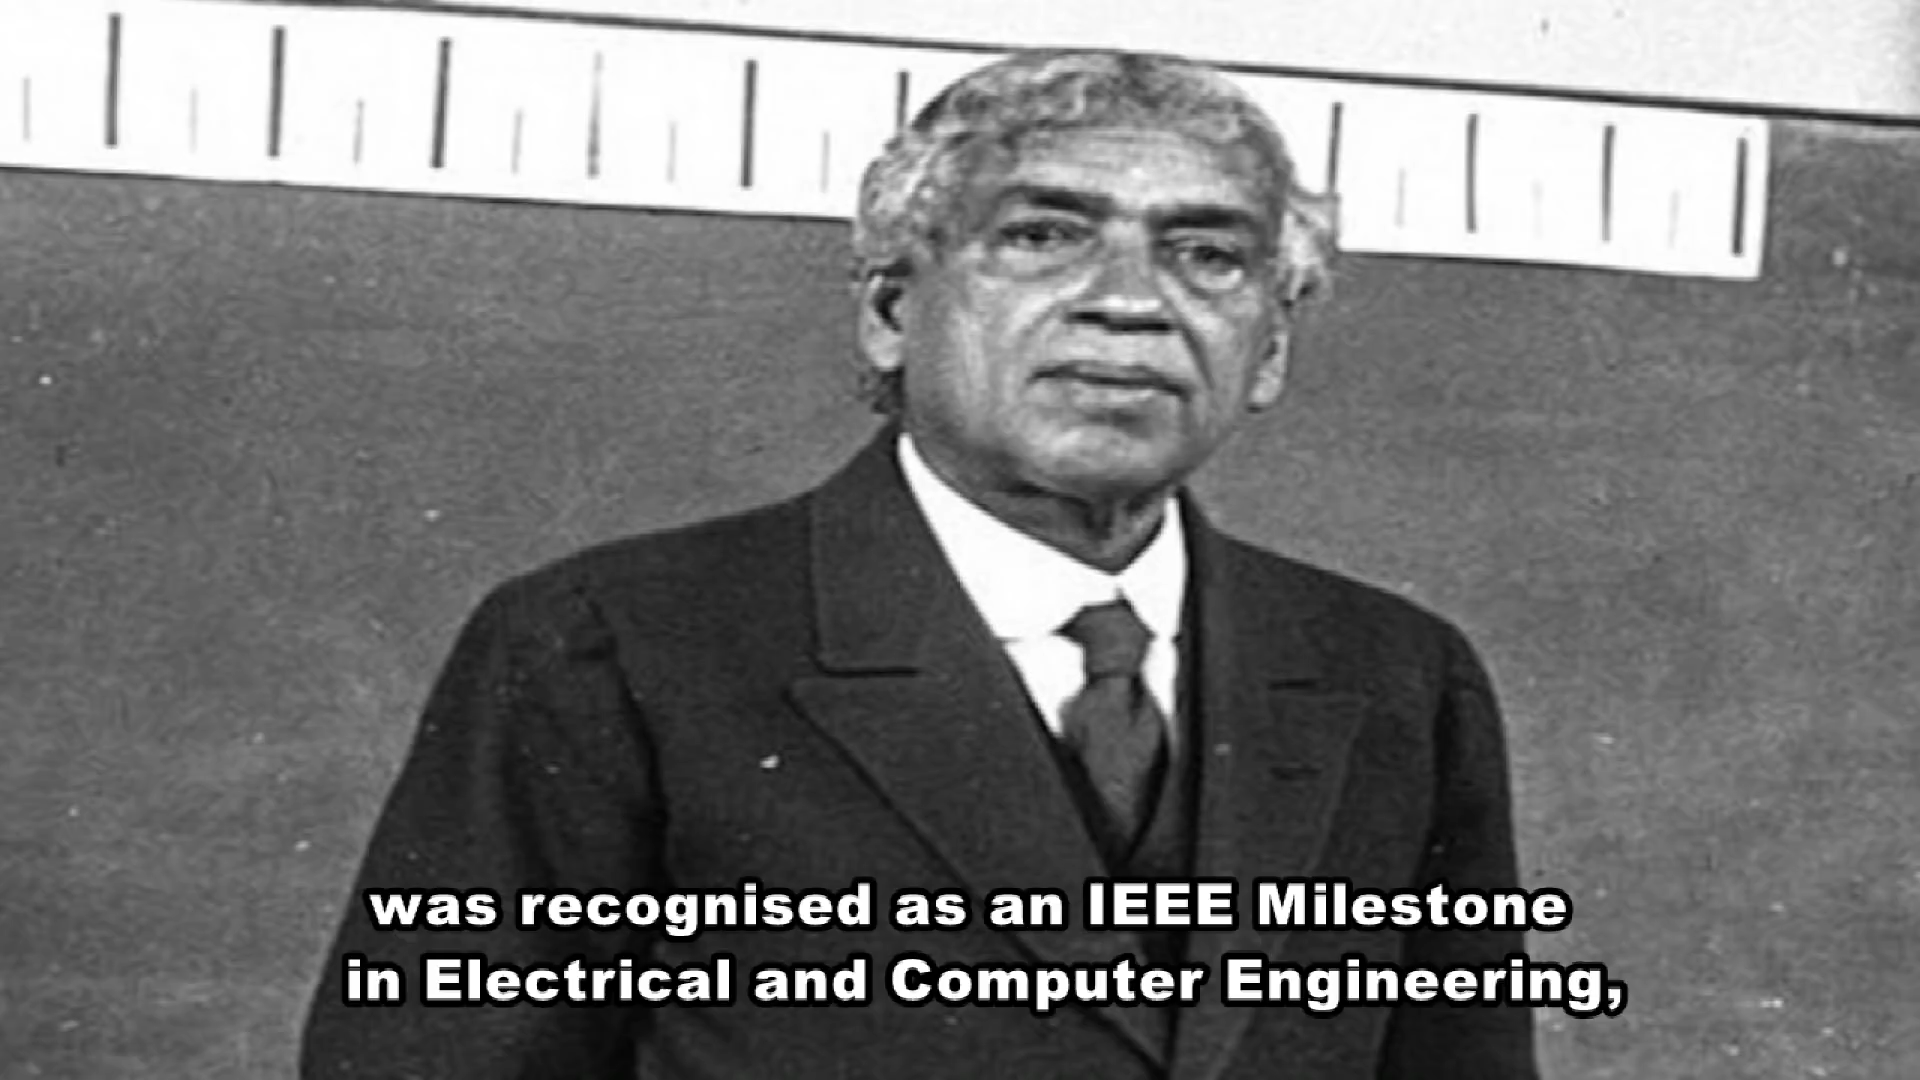 was recognised as an IEEE Milestone
in Electrical and Computer Engineering,